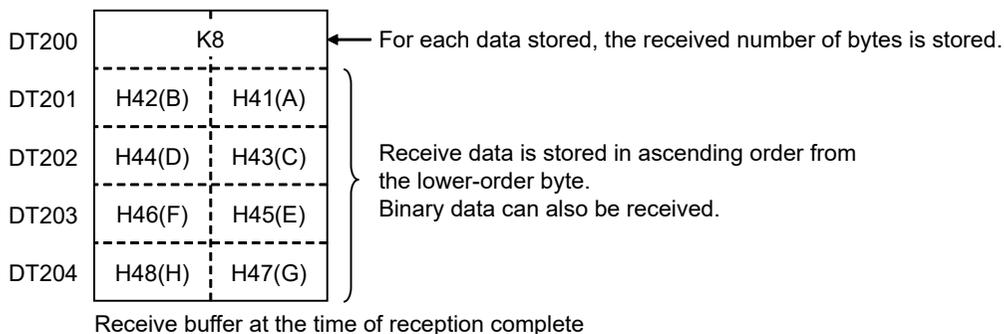 DT200 K8 For each data stored, the received number of bytes is stored.
DT201 H42(B) H41(A)
DT202 H44(D) H43(C)
Receive data is stored in ascending order from
the lower-order byte.
Binary data can also be received.
DT203 H46(F) H45(E)
DT204 H48(H) H47(G)
Receive buffer at the time of reception complete